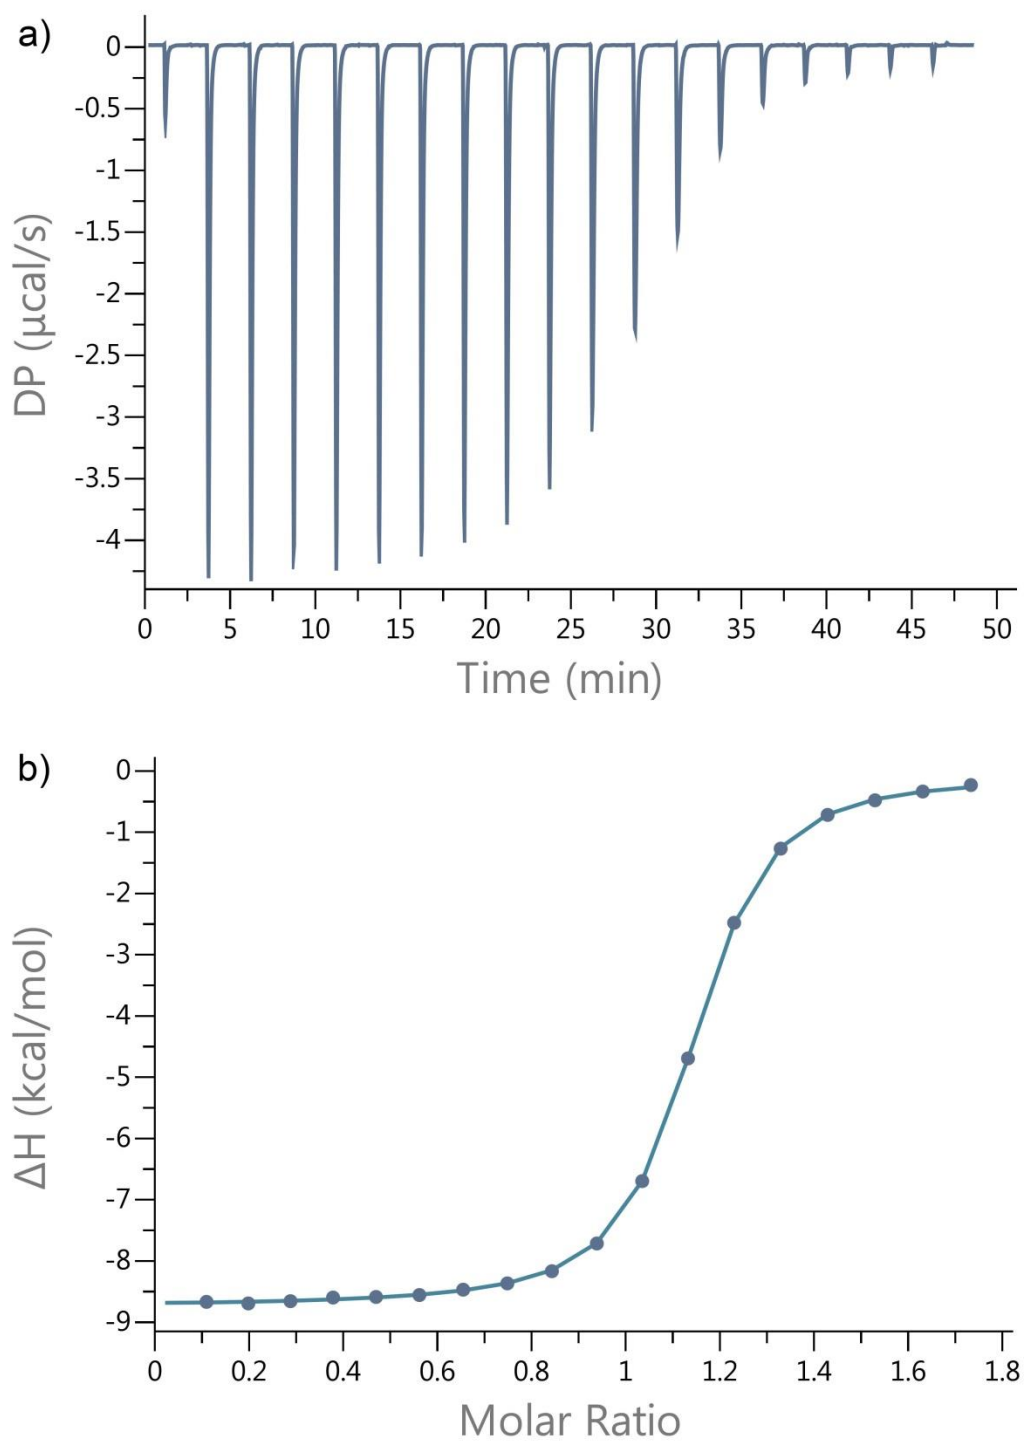 a)
0
-0.5
-1
-1.5
-2
-2.5
-3
-3.5
-4
DP (µcal/s)
0 5 10 15 20 25 30 35 40 45 50
Time (min)
b)
0
-1
-2
-3
-4
-5
-6
-7
-8
-9
ΔH (kcal/mol)
0 0.2 0.4 0.6 0.8 1 1.2 1.4 1.6 1.8
Molar Ratio